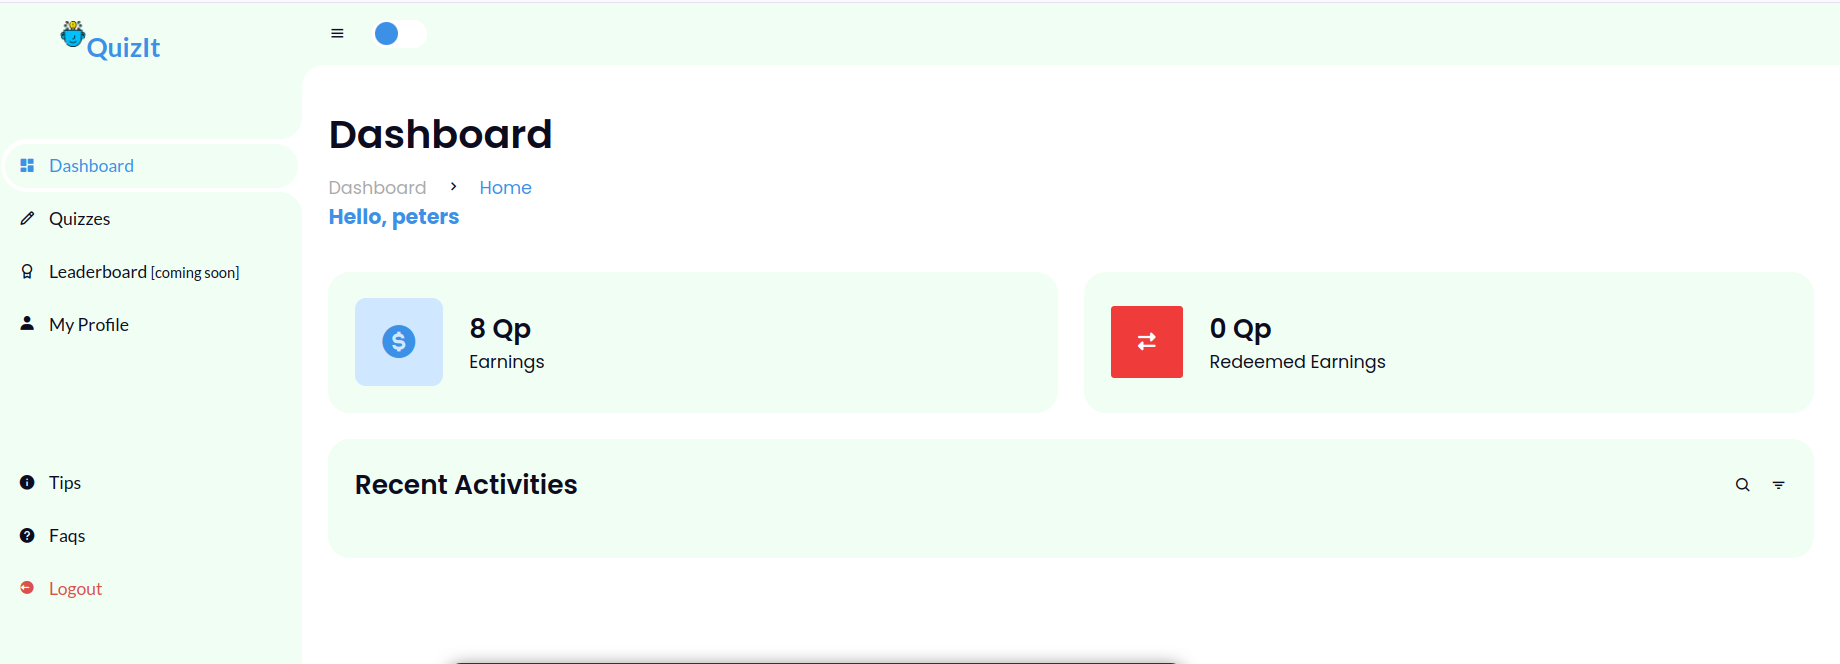 QuizIt
Dashboard
Quizzes
Leaderboard [coming soon]
My Profile
Tips
Faqs
Logout
Dashboard
Dashboard > Home
Hello, peters
8 Qp
Earnings
0 Qp
Redeemed Earnings
Recent Activities